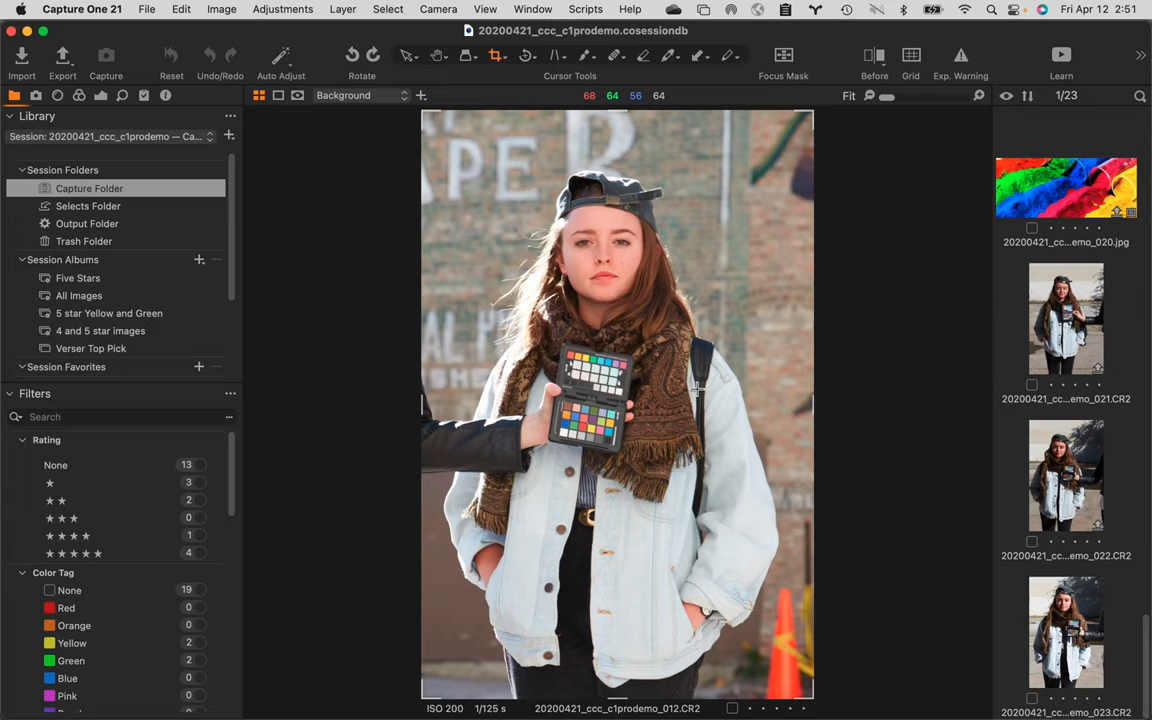 Capture One 21 File Edit Image Adjustments Layer Select Camera View Window Scripts Help Fri Apr 12 2:51
20200421_ccc_c1prodemo.cosessiondb
Import Export Capture Reset Undo/Redo Auto Adjust Rotate Cursor Tools Focus Mask Before Grid Exp. Warning Learn
Background 68 64 56 64 Fit 1/23
Library
Session: 20200421_ccc_c1prodemo — Ca...
Session Folders
Capture Folder
Selects Folder
Output Folder
Trash Folder
Session Albums
Five Stars
All Images
5 star Yellow and Green
4 and 5 star images
Verser Top Pick
Session Favorites
Filters
Search
Rating
None 13
3
2
0
1
4
Color Tag
None 19
Red 0
Orange 0
Yellow 2
Green 2
Blue 0
Pink 0
APE R
ISO 200 1/125 s 20200421_ccc_c1prodemo_012.CR2
20200421_cc...emo_020.jpg
20200421_cc...emo_021.CR2
20200421_cc...emo_022.CR2
20200421_cc...emo_023.CR2